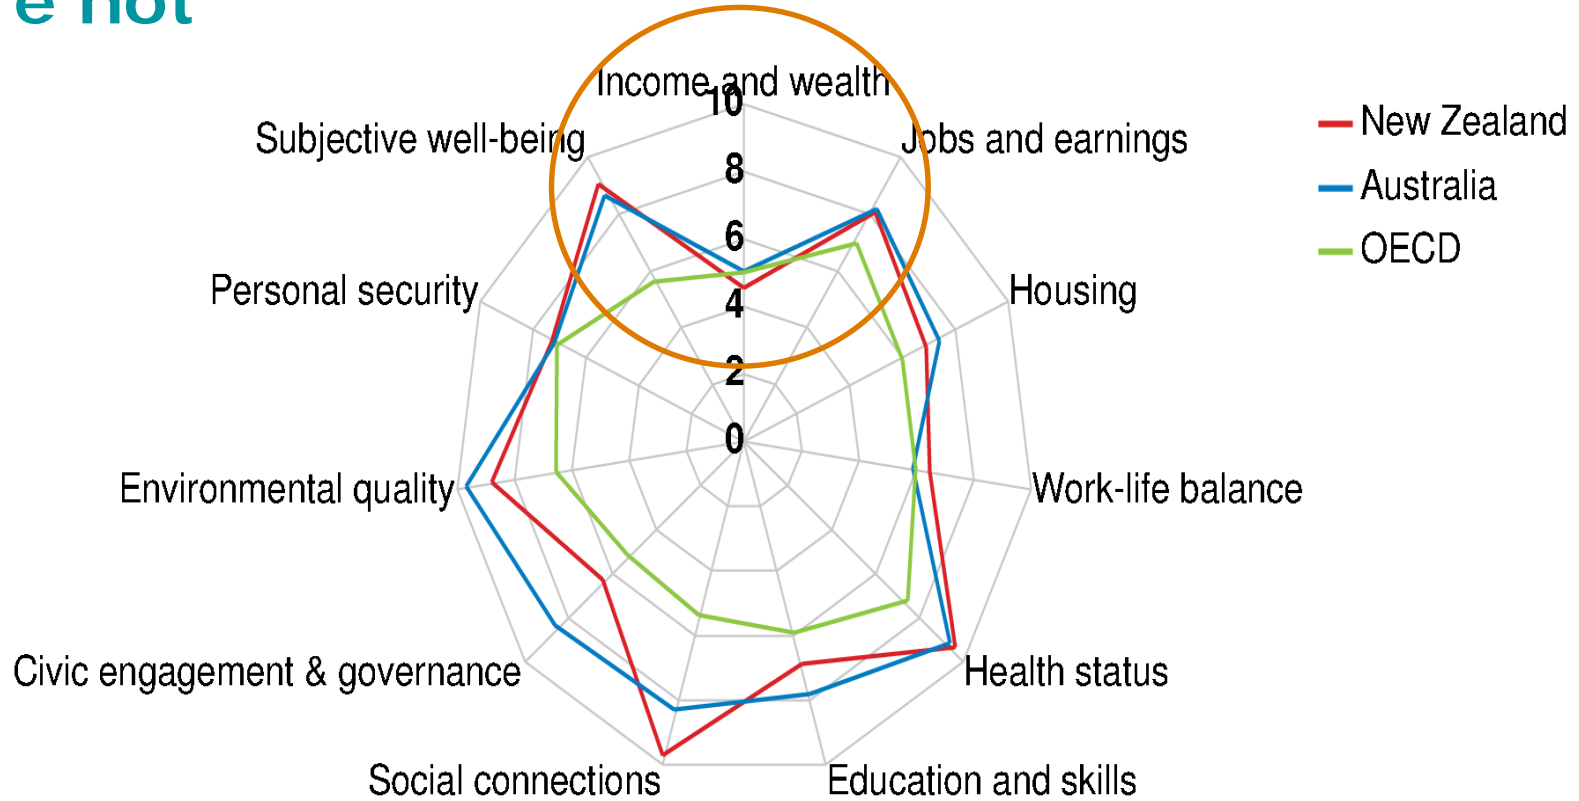 e not
Income and wealth
10
Subjective well-being
Jobs and earnings
New Zealand
8
Australia
6
OECD
Personal security
Housing
4
2
0
Environmental quality
Work-life balance
Civic engagement & governance
Health status
Social connections
Education and skills